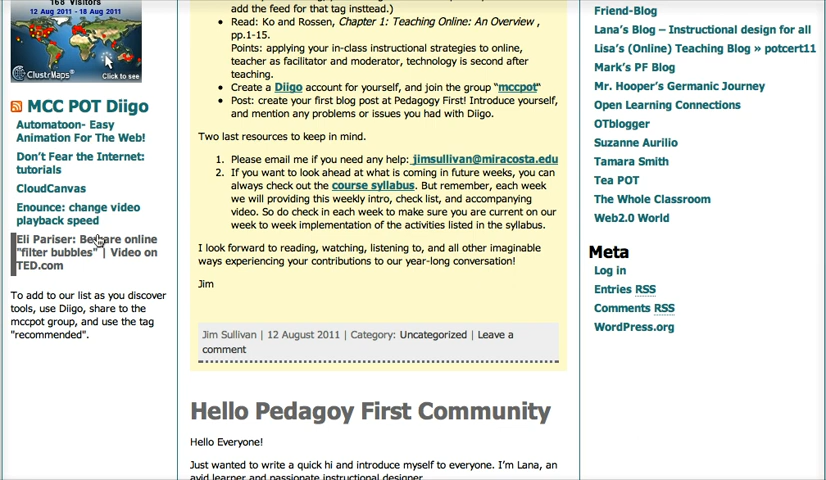 168 Visitors
12 Aug 2011 - 18 Aug 2011
ClustrMaps Click to see
MCC POT Diigo
Automatoon- Easy
Animation For The Web!
Don't Fear the Internet:
tutorials
CloudCanvas
Enounce: change video
playback speed
Eli Pariser: Beware online
"filter bubbles" | Video on
TED.com
To add to our list as you discover
tools, use Diigo, share to the
mccpot group, and use the tag
"recommended".
add the feed for that tag insttead.)
Read: Ko and Rossen, Chapter 1: Teaching Online: An Overview ,
pp.1-15.
Points: applying your in-class instructional strategies to online,
teacher as facilitator and moderator, technology is second after
teaching.
Create a Diigo account for yourself, and join the group "mccpot"
Post: create your first blog post at Pedagogy First! Introduce yourself,
and mention any problems or issues you had with Diigo.
Two last resources to keep in mind.
1. Please email me if you need any help: jimsullivan@miracosta.edu
2. If you want to look ahead at what is coming in future weeks, you can
always check out the course syllabus. But remember, each week
we will providing this weekly intro, check list, and accompanying
video. So do check in each week to make sure you are current on our
week to week implementation of the activities listed in the syllabus.
I look forward to reading, watching, listening to, and all other imaginable
ways experiencing your contributions to our year-long conversation!
Jim
Jim Sullivan | 12 August 2011 | Category: Uncategorized | Leave a
comment
Hello Pedagoy First Community
Hello Everyone!
Just wanted to write a quick hi and introduce myself to everyone. I'm Lana, an
avid learner and passionate instructional designer.
Friend-Blog
Lana's Blog – Instructional design for all
Lisa's (Online) Teaching Blog » potcert11
Mark's PF Blog
Mr. Hooper's Germanic Journey
Open Learning Connections
OTblogger
Suzanne Aurilio
Tamara Smith
Tea POT
The Whole Classroom
Web2.0 World
Meta
Log in
Entries RSS
Comments RSS
WordPress.org